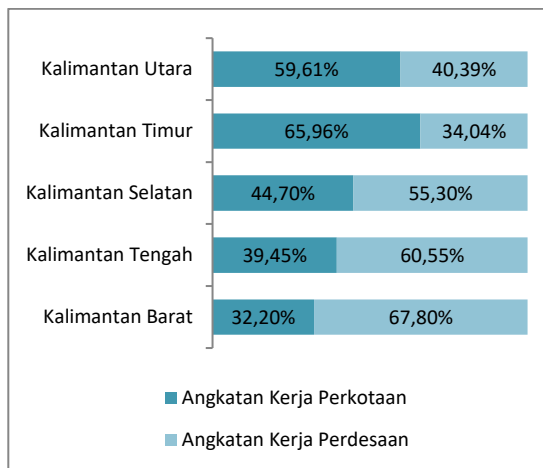 Kalimantan Utara 59,61% 40,39%
Kalimantan Timur 65,96% 34,04%
Kalimantan Selatan 44,70% 55,30%
Kalimantan Tengah 39,45% 60,55%
Kalimantan Barat 32,20% 67,80%
Angkatan Kerja Perkotaan
Angkatan Kerja Perdesaan